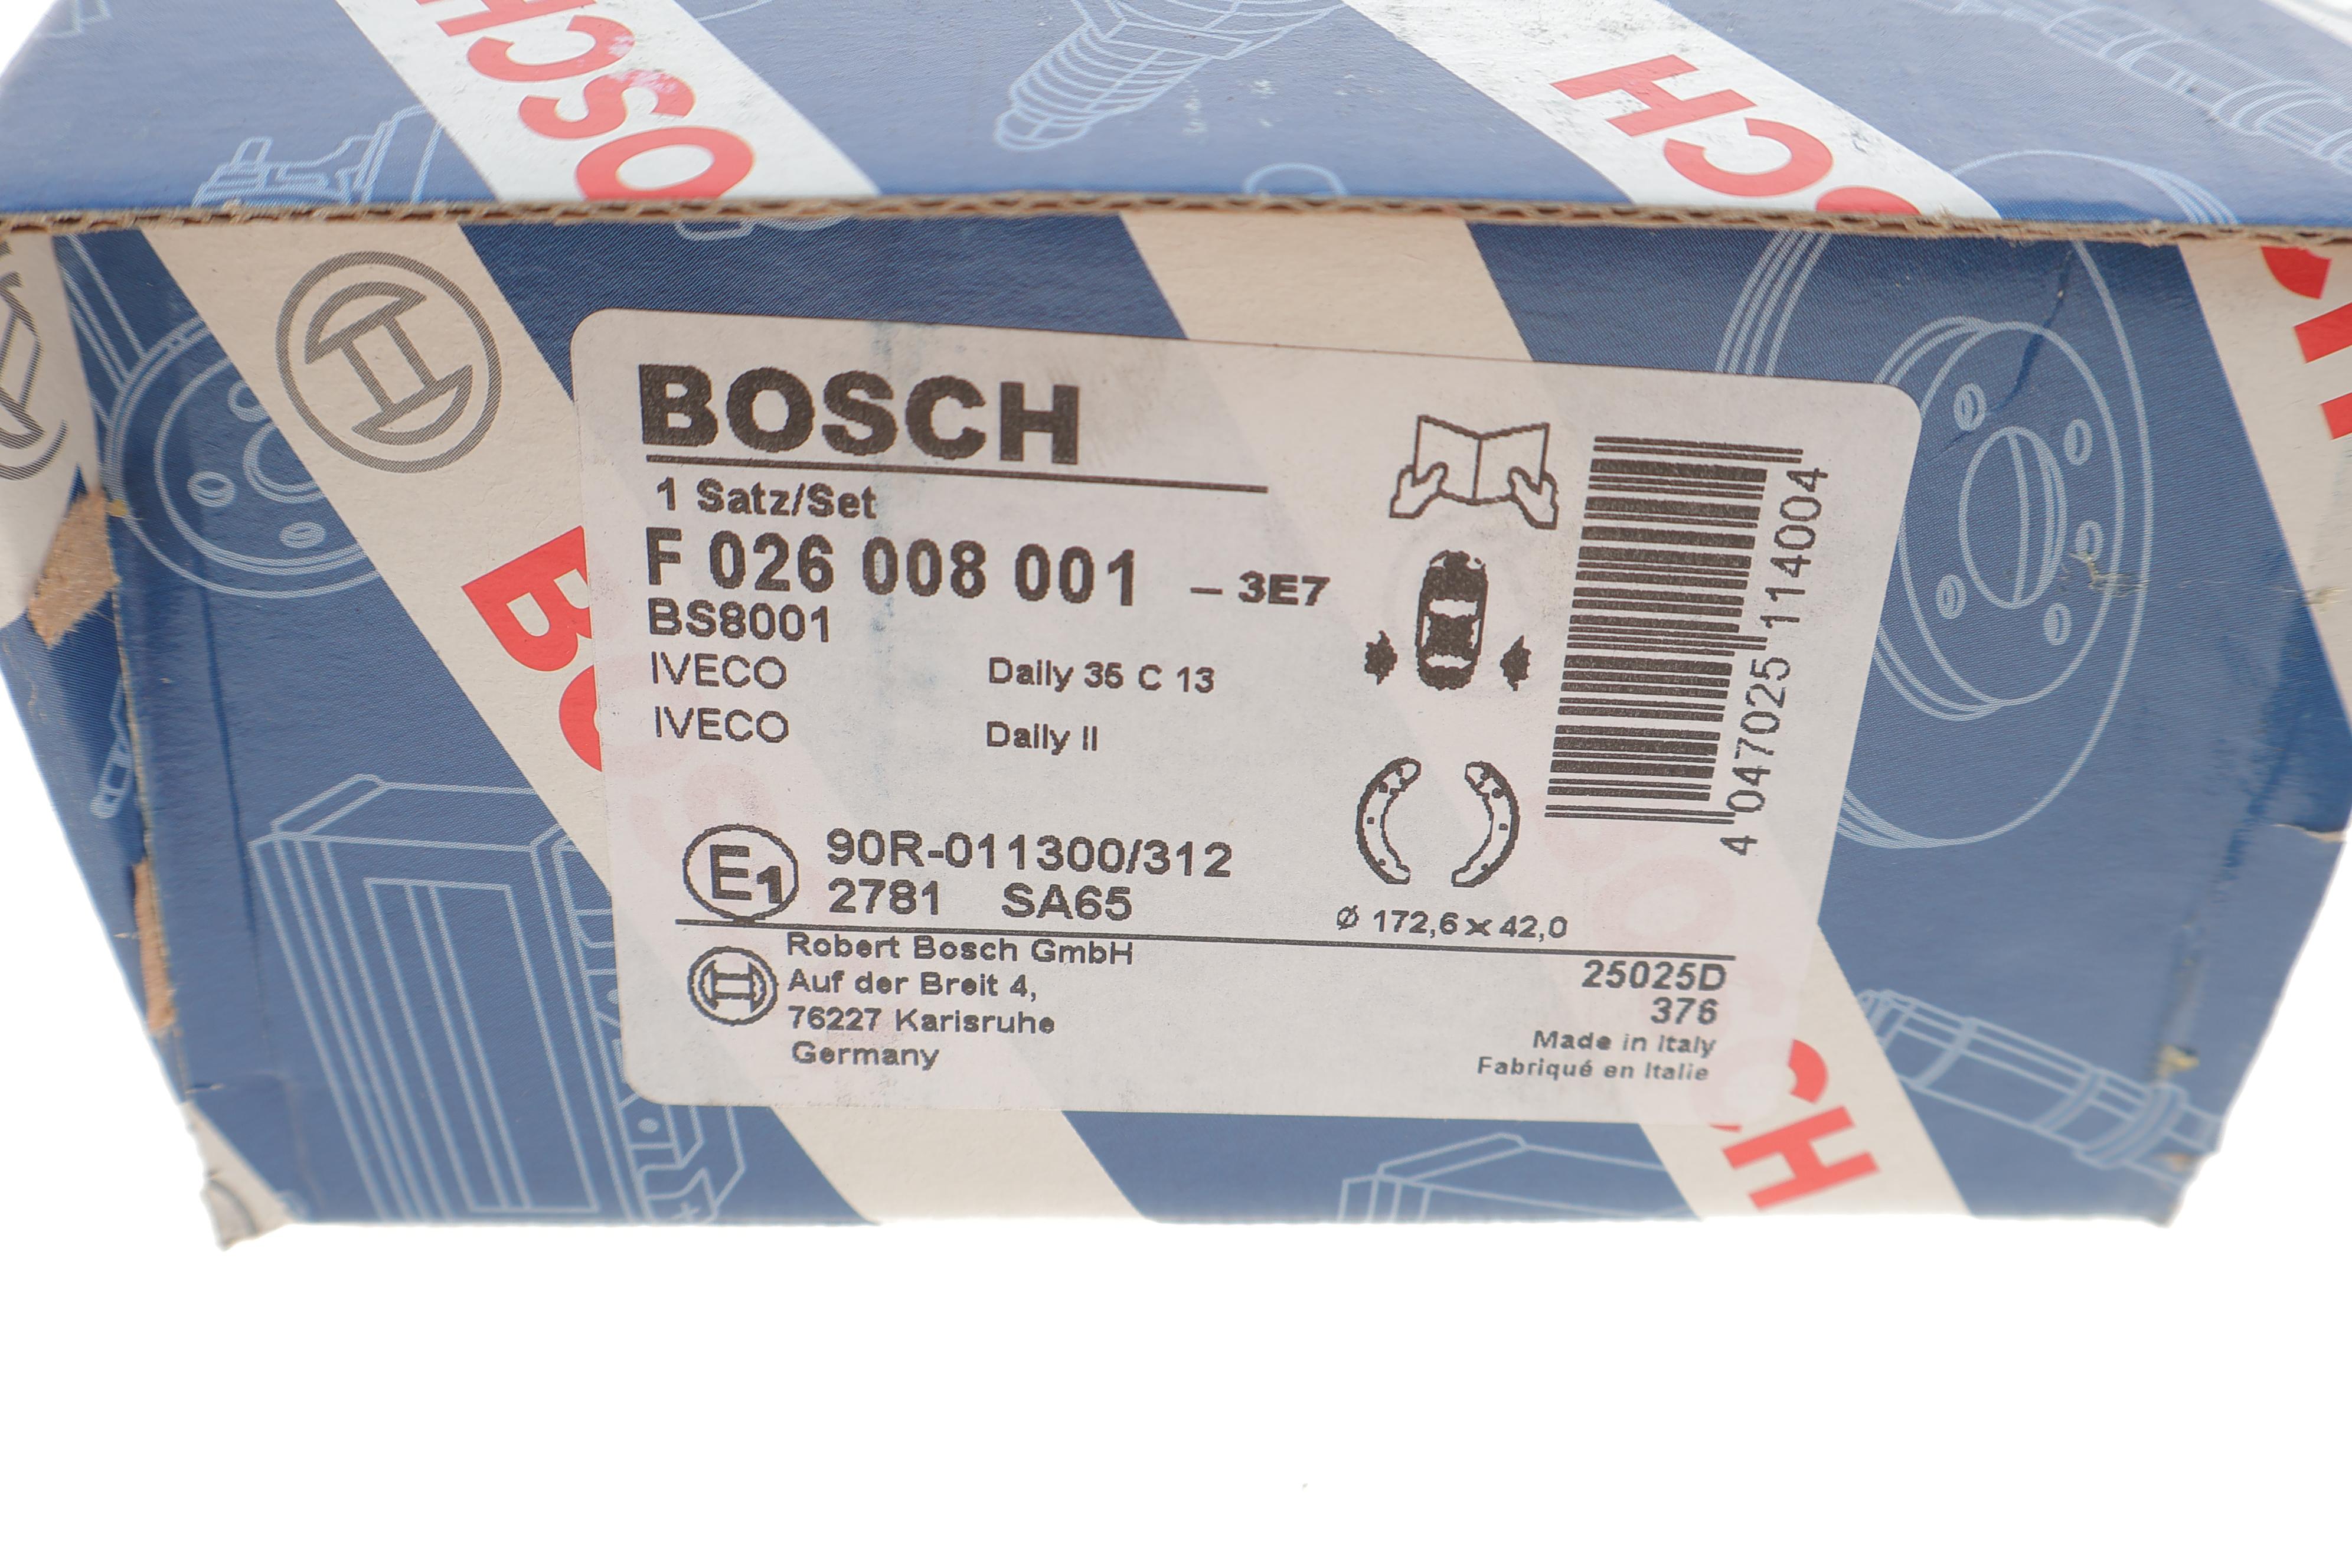 BOSCH
BOSCH
BOSCH
1 Satz/Set
F 026 008 001 – 3E7
BS8001
IVECO Daily 35 C 13
IVECO Daily II
E1 90R-011300/312
2781 SA65
Ø 172,6 x 42,0
4 047025 114004
Robert Bosch GmbH
Auf der Breit 4,
76227 Karlsruhe
Germany
25025D
376
Made in Italy
Fabriqué en Italie